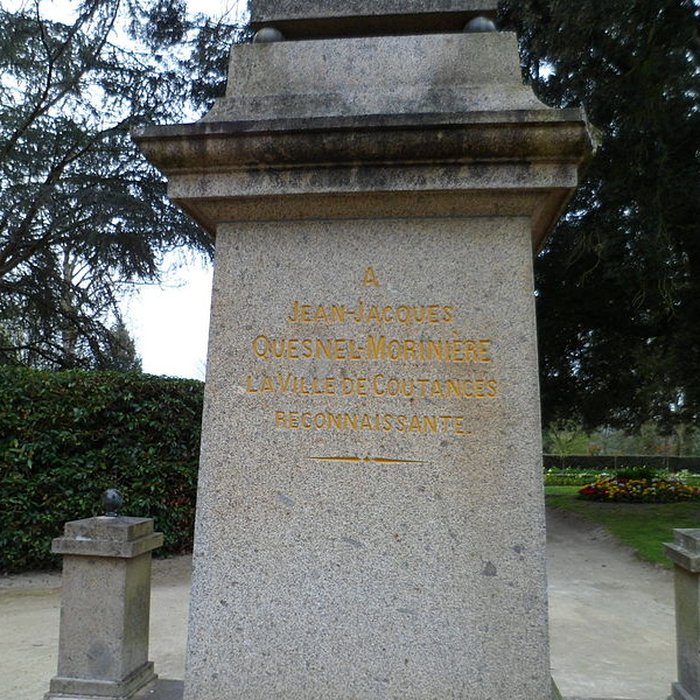 A
JEAN-JACQUES
QUESNEL-MORINIÈRE
LA VILLE DE COUTANCES
RECONNAISSANTE.